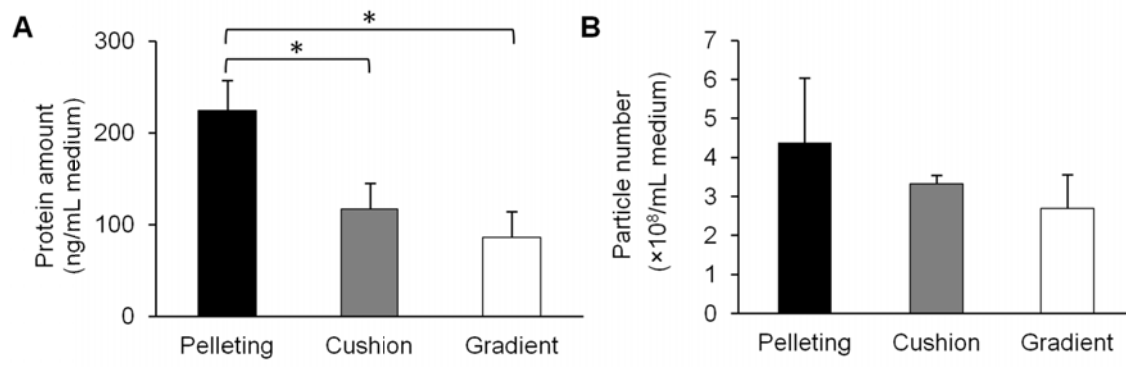 A
*
*
300
200
100
0
Protein amount
(ng/mL medium)
Pelleting Cushion Gradient
B
7
6
5
4
3
2
1
0
Particle number
(×10⁸/mL medium)
Pelleting Cushion Gradient